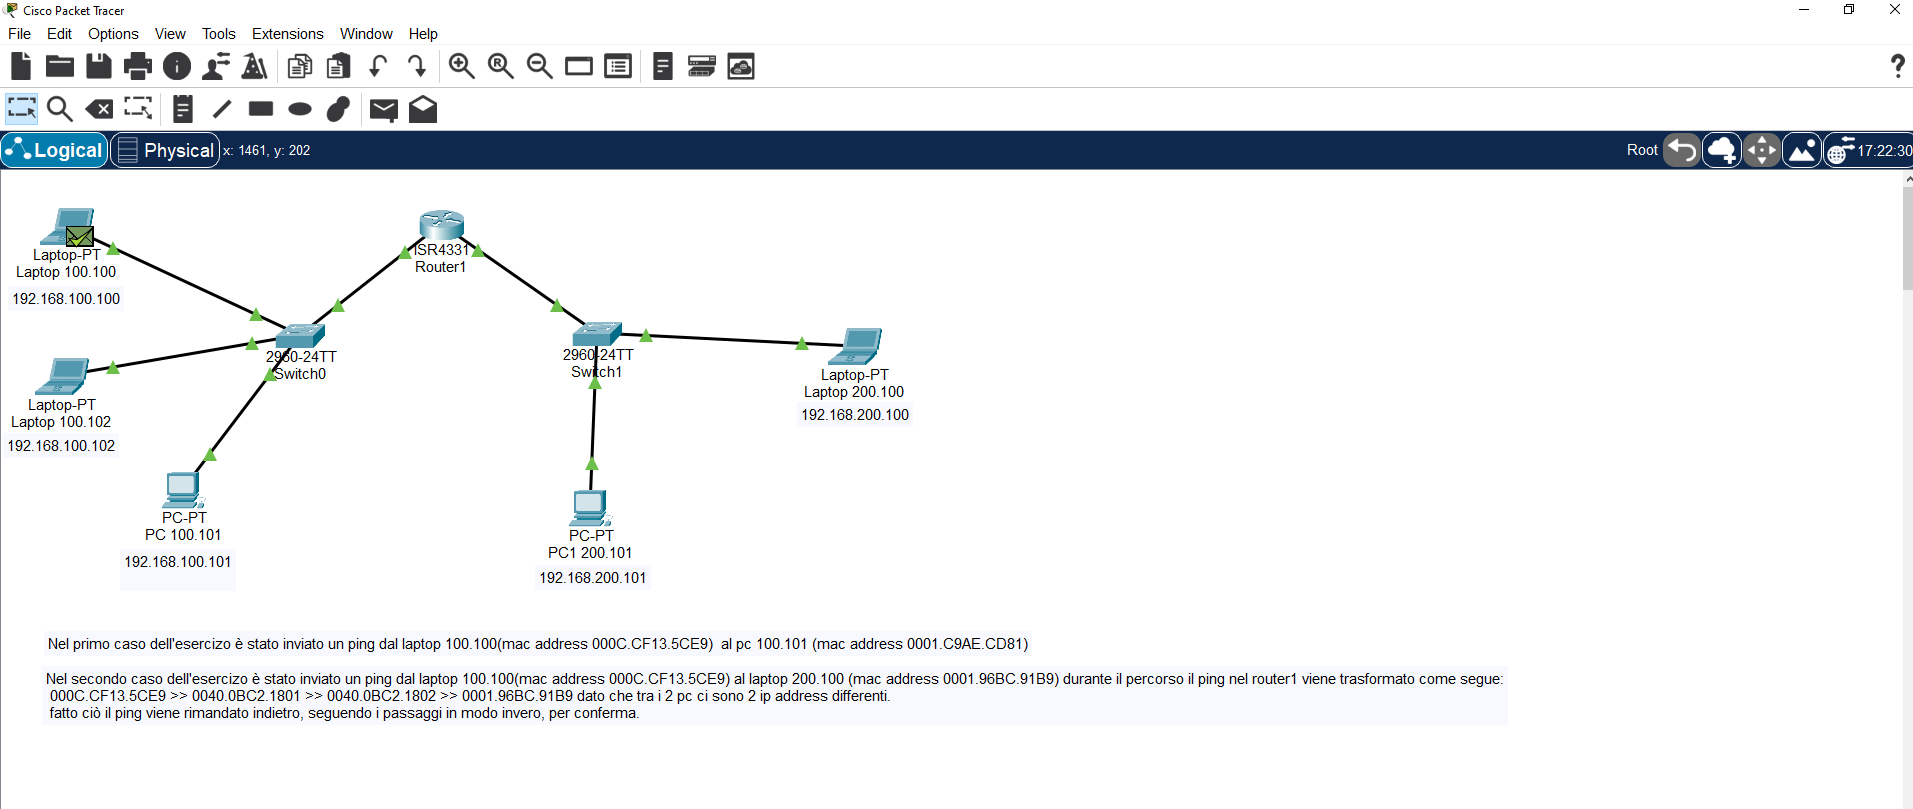 Cisco Packet Tracer
File Edit Options View Tools Extensions Window Help
Logical Physical x: 1461, y: 202 Root 17:22:30
Laptop-PT
Laptop 100.100
192.168.100.100
ISR4331
Router1
2960-24TT
Switch0
2960-24TT
Switch1
Laptop-PT
Laptop 200.100
192.168.200.100
Laptop-PT
Laptop 100.102
192.168.100.102
PC-PT
PC 100.101
192.168.100.101
PC-PT
PC1 200.101
192.168.200.101
Nel primo caso dell'esercizo è stato inviato un ping dal laptop 100.100(mac address 000C.CF13.5CE9)  al pc 100.101 (mac address 0001.C9AE.CD81)
Nel secondo caso dell'esercizo è stato inviato un ping dal laptop 100.100(mac address 000C.CF13.5CE9) al laptop 200.100 (mac address 0001.96BC.91B9) durante il percorso il ping nel router1 viene trasformato come segue:
000C.CF13.5CE9 >> 0040.0BC2.1801 >> 0040.0BC2.1802 >> 0001.96BC.91B9 dato che tra i 2 pc ci sono 2 ip address differenti.
fatto ciò il ping viene rimandato indietro, seguendo i passaggi in modo invero, per conferma.